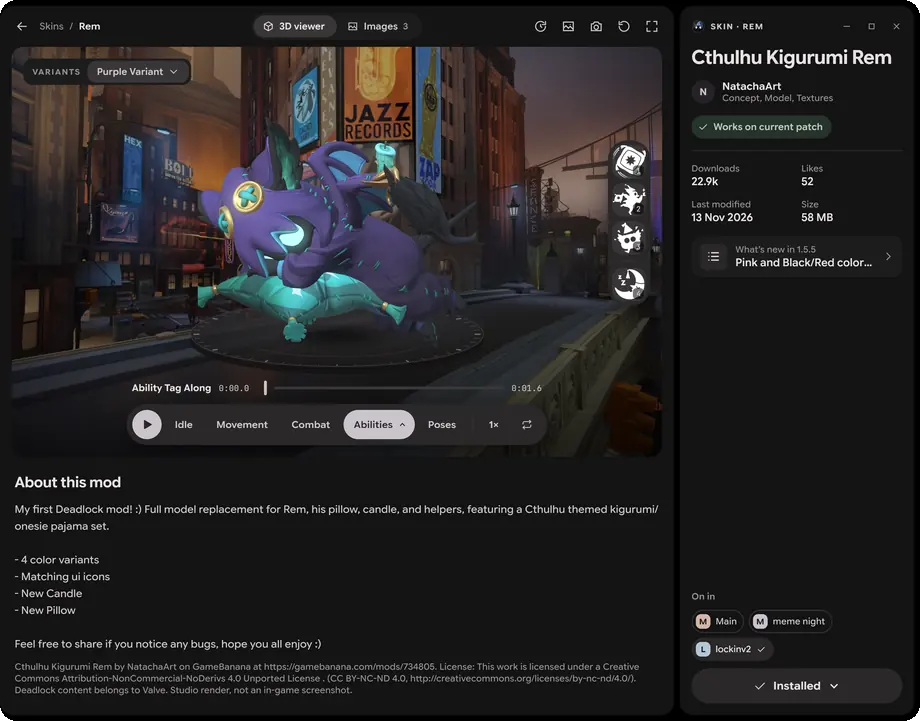 Skins / Rem
3D viewer
Images 3
VARIANTS Purple Variant
JAZZ
RECORDS
HEX
ZAP
2
3
Ability Tag Along 0:00.0
0:01.6
Idle
Movement
Combat
Abilities
Poses
1×
About this mod
My first Deadlock mod! :) Full model replacement for Rem, his pillow, candle, and helpers, featuring a Cthulhu themed kigurumi/
onesie pajama set.
- 4 color variants
- Matching ui icons
- New Candle
- New Pillow
Feel free to share if you notice any bugs, hope you all enjoy :)
Cthulhu Kigurumi Rem by NatachaArt on GameBanana at https://gamebanana.com/mods/734805. License: This work is licensed under a Creative
Commons Attribution-NonCommercial-NoDerivs 4.0 Unported License . (CC BY-NC-ND 4.0, http://creativecommons.org/licenses/by-nc-nd/4.0/).
Deadlock content belongs to Valve. Studio render, not an in-game screenshot.
SKIN · REM
Cthulhu Kigurumi Rem
N
NatachaArt
Concept, Model, Textures
Works on current patch
Downloads
22.9k
Likes
52
Last modified
13 Nov 2026
Size
58 MB
What's new in 1.5.5
Pink and Black/Red color...
On in
M Main
M meme night
L lockinv2
Installed